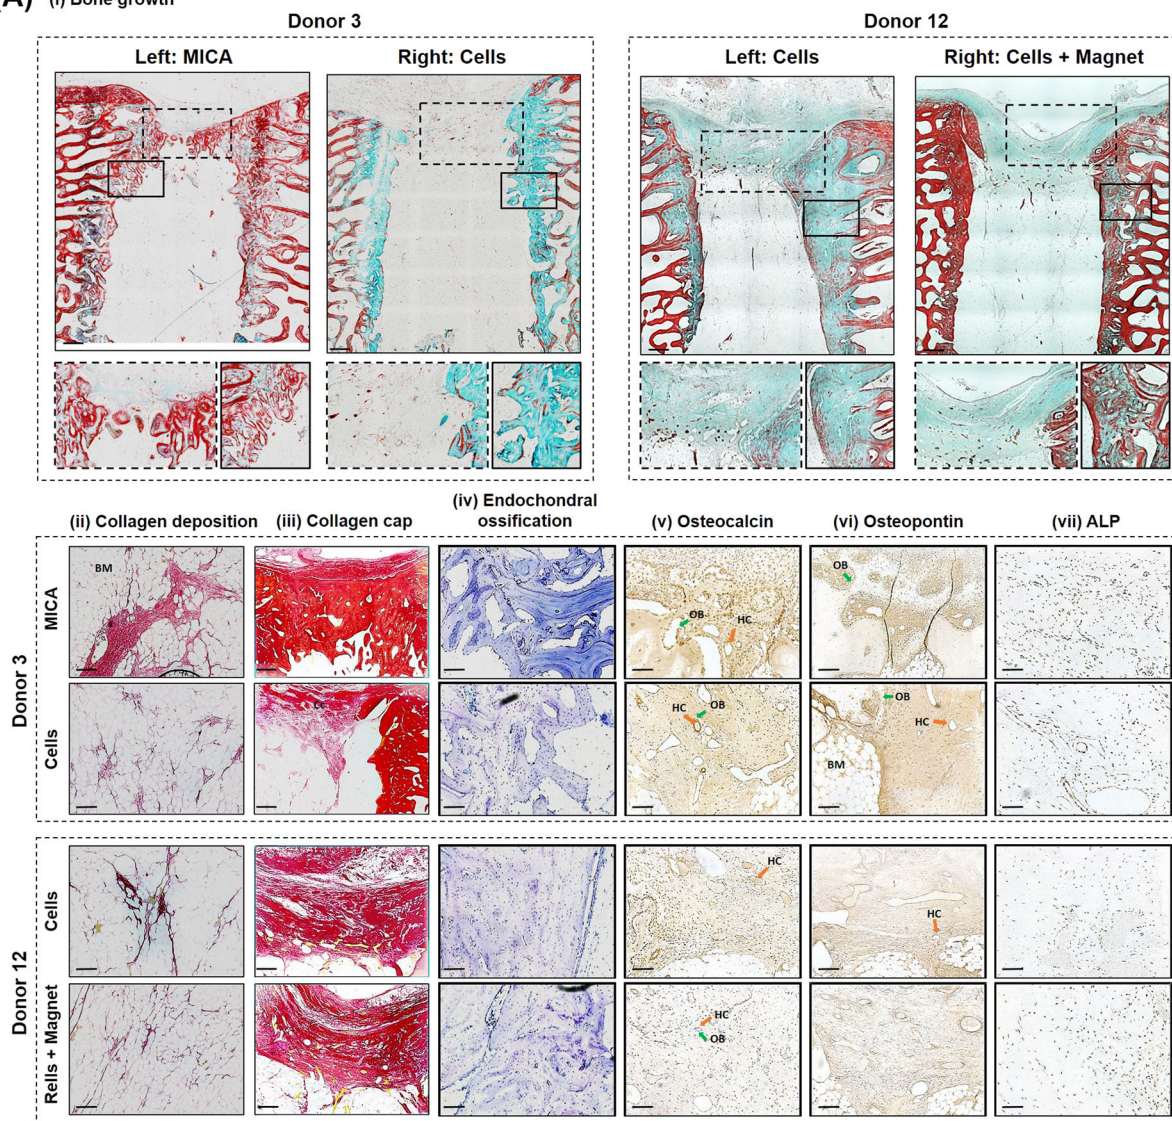 (A) (i) Bone growth
Donor 3
Donor 12
Left: MICA
Right: Cells
Left: Cells
Right: Cells + Magnet
(ii) Collagen deposition
(iii) Collagen cap
(iv) Endochondral
ossification
(v) Osteocalcin
(vi) Osteopontin
(vii) ALP
Donor 3
MICA
BM
OB
HC
OB
Cells
CC
HC
OB
OB
HC
BM
Donor 12
Cells
HC
HC
Rells + Magnet
HC
OB